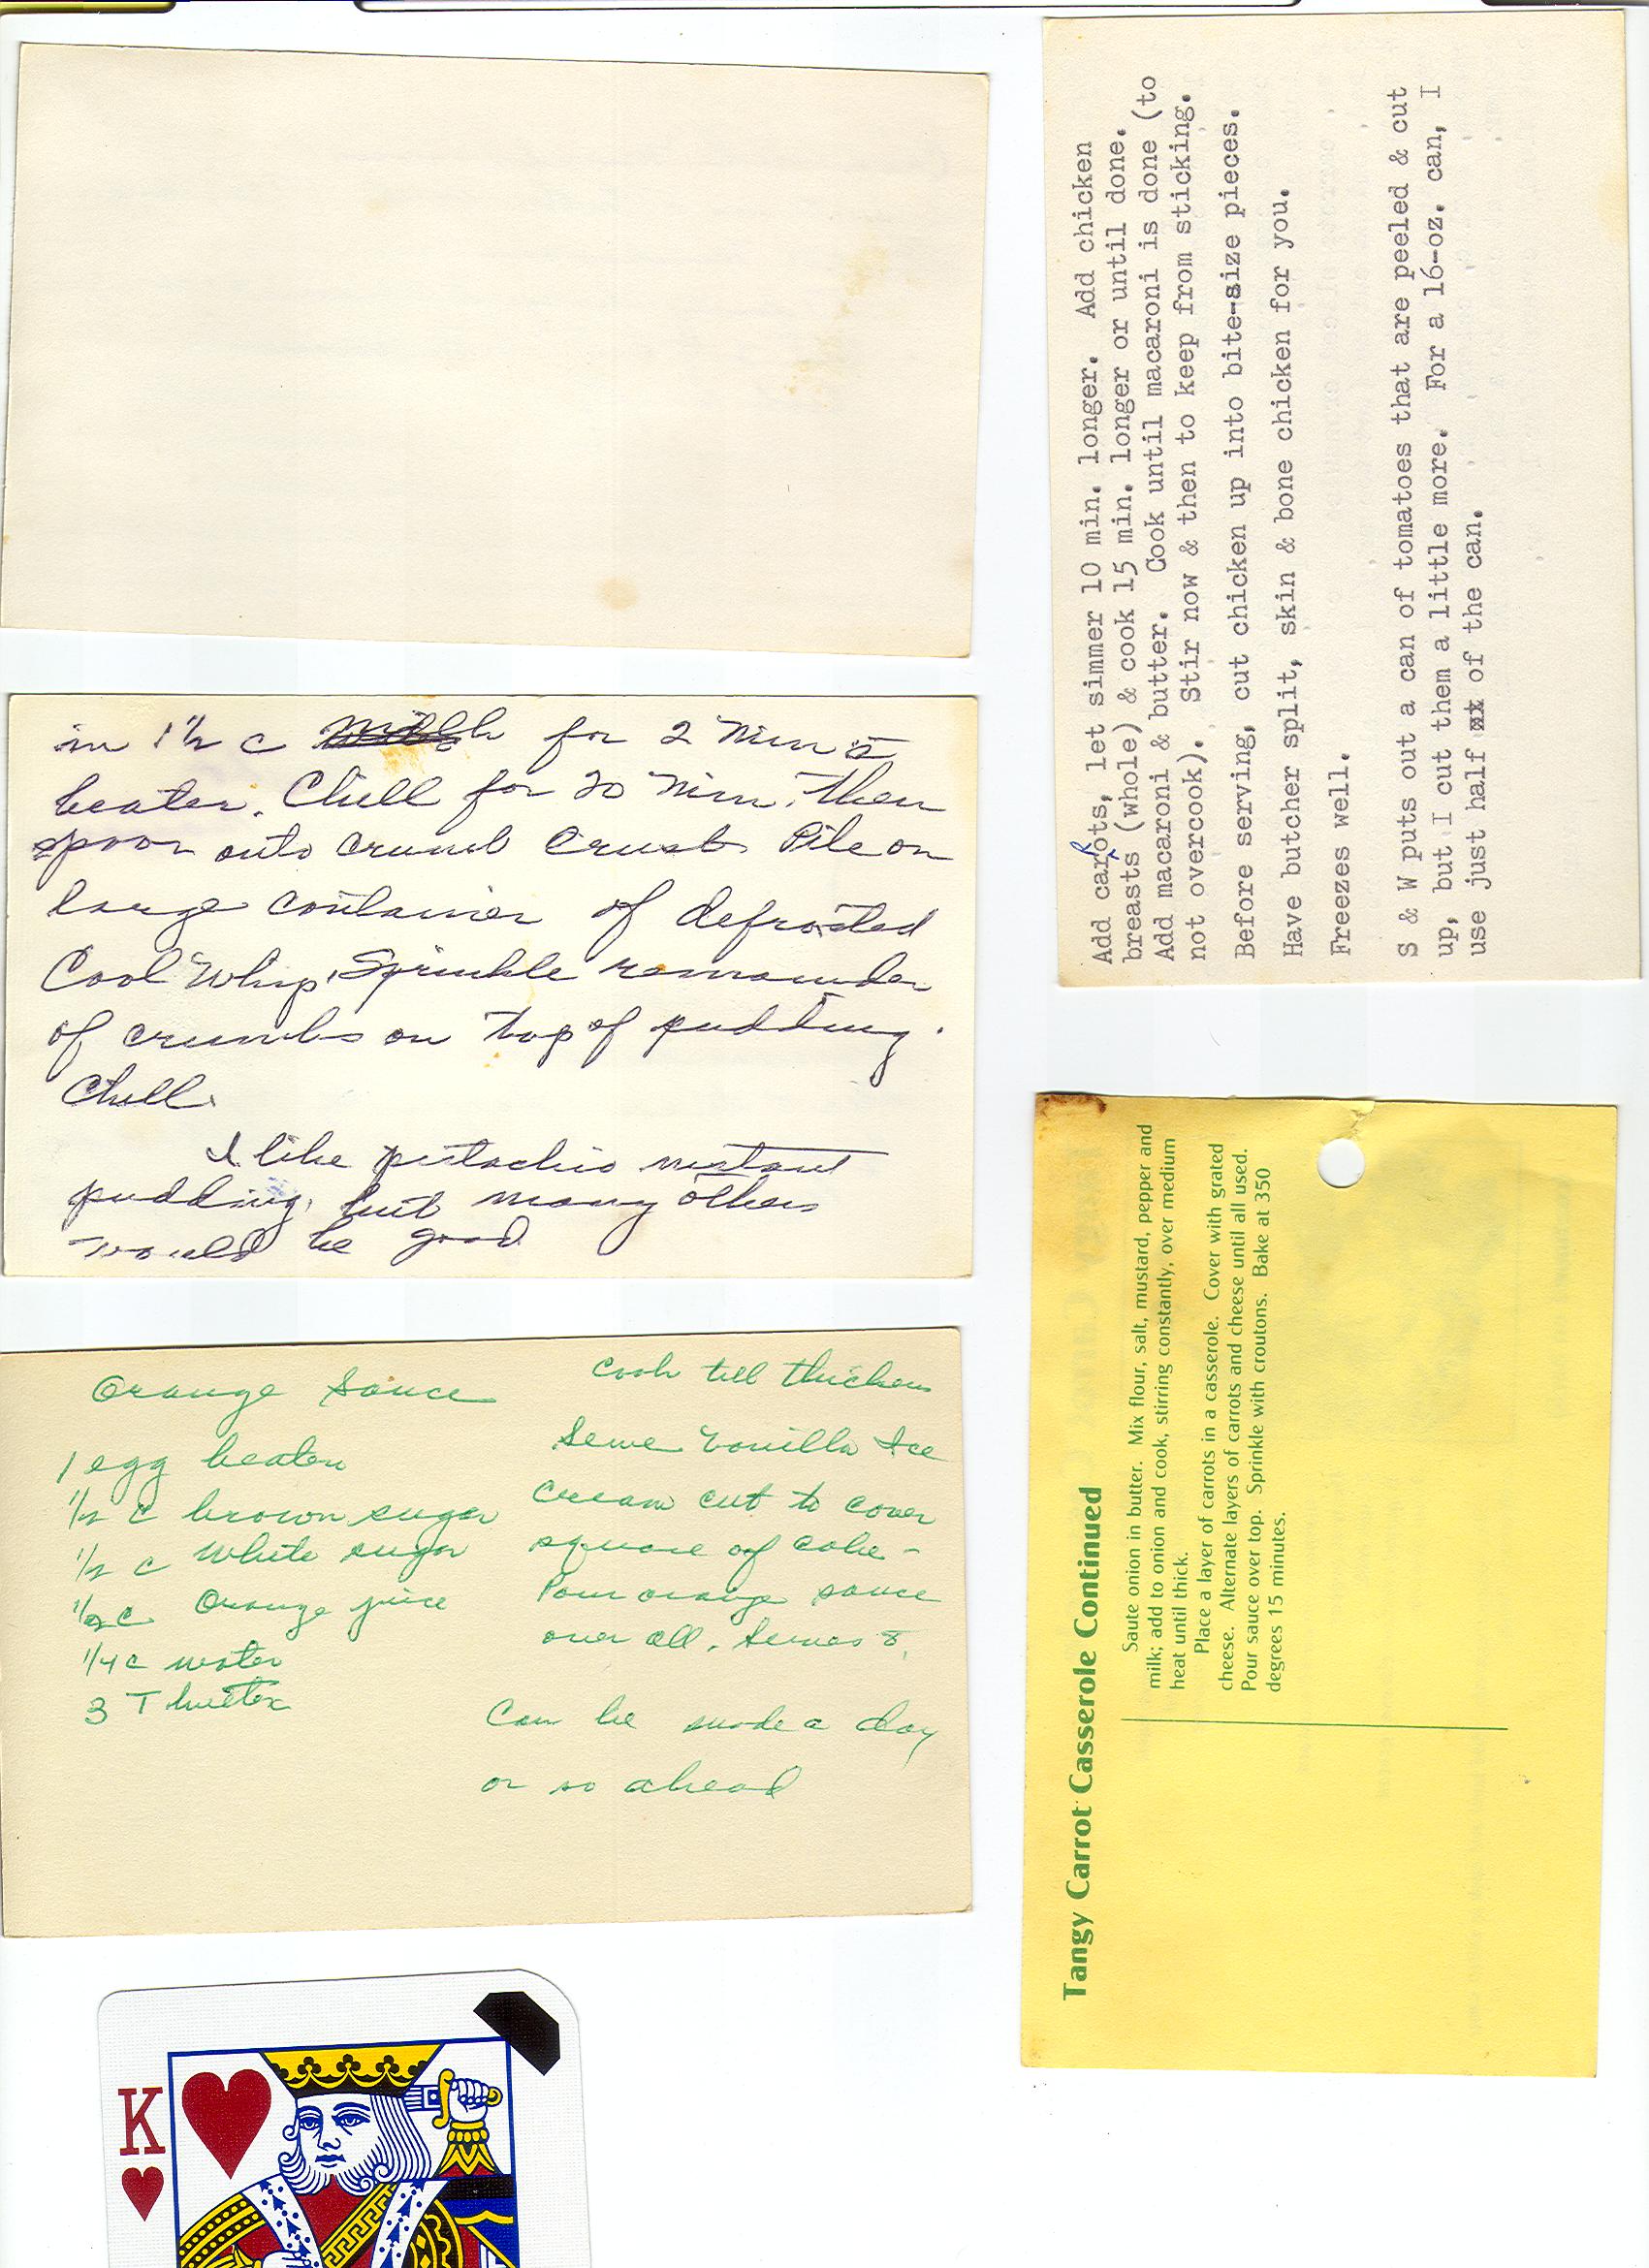 in 1 1/2 c milk for 2 min c̄
beater. Chill for 20 min. Then
spoon onto crumb crust. Pile on
large container of defrosted
Cool Whip. Sprinkle remainder
of crumbs on top of pudding.
Chill.
I like pistachio instant
pudding, but many others
would be good
Orange Sauce
1 egg beaten
1/2 C brown sugar
1/2 C White sugar
1/2 C Orange juice
1/4 C water
3 T butter
Cook till thickens
Serve Vanilla Ice
Cream cut to cover
square of cake –
Pour orange sauce
over all. Serves 8.
Can be made a day
or so ahead
K
Add carrots, let simmer 10 min. longer. Add chicken
breasts (whole) & cook 15 min. longer or until done.
Add macaroni & butter. Cook until macaroni is done (to
not overcook). Stir now & then to keep from sticking.
Before serving, cut chicken up into bite-size pieces.
Have butcher split, skin & bone chicken for you.
Freezes well.
S & W puts out a can of tomatoes that are peeled & cut
up, but I cut them a little more. For a 16-oz. can, I
use just half of the can.
Tangy Carrot Casserole Continued
Saute onion in butter. Mix flour, salt, mustard, pepper and
milk; add to onion and cook, stirring constantly, over medium
heat until thick.
Place a layer of carrots in a casserole. Cover with grated
cheese. Alternate layers of carrots and cheese until all used.
Pour sauce over top. Sprinkle with croutons. Bake at 350
degrees 15 minutes.